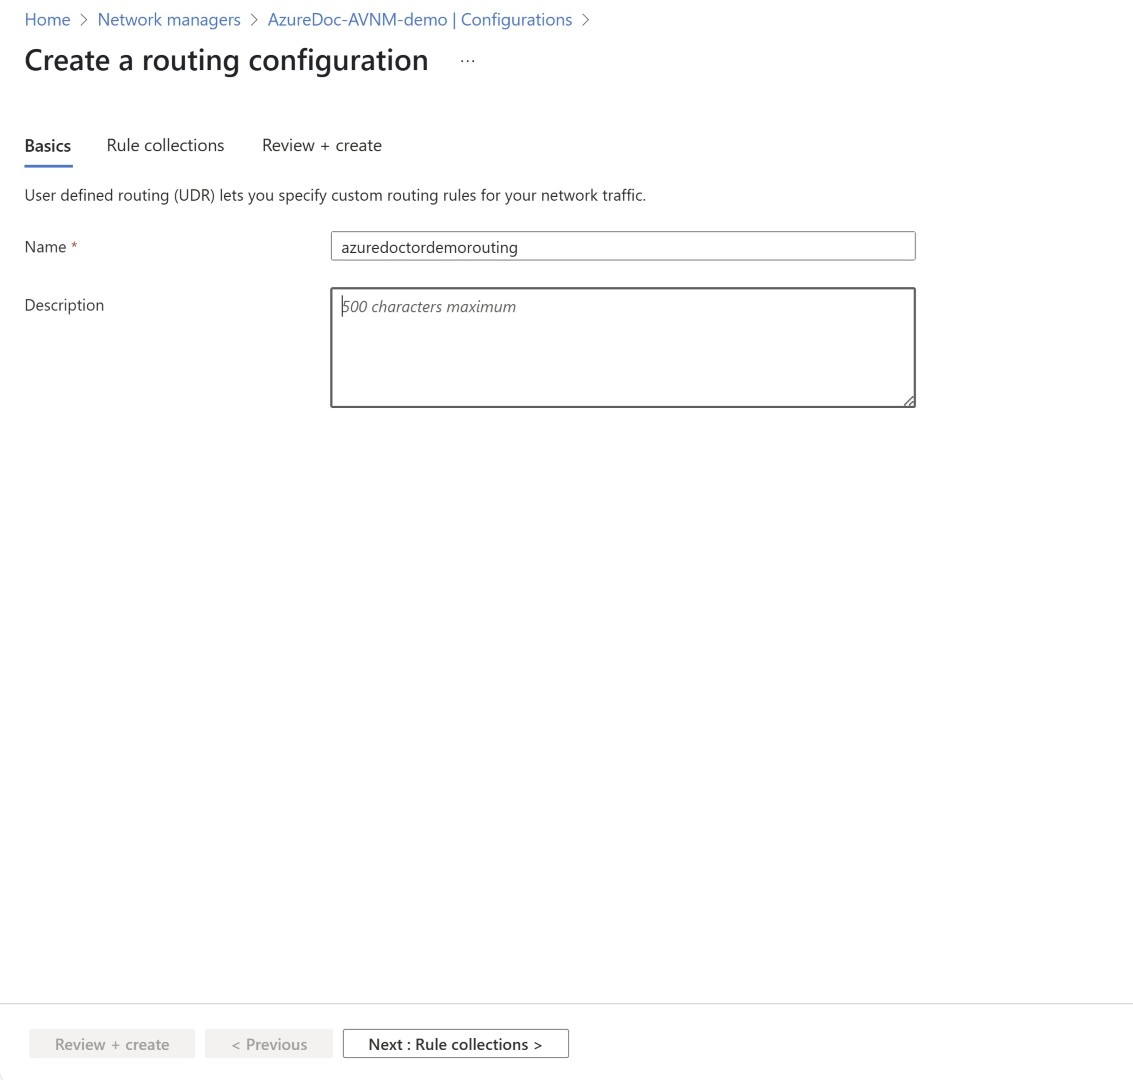 Home > Network managers > AzureDoc-AVNM-demo | Configurations >
Create a routing configuration ...
Basics Rule collections Review + create
User defined routing (UDR) lets you specify custom routing rules for your network traffic.
Name * azuredoctordemorouting
Description 500 characters maximum
Review + create < Previous Next : Rule collections >